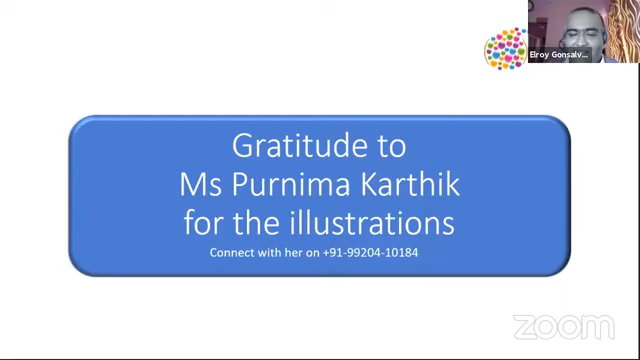 Elroy Gonsalv...
Gratitude to
Ms Purnima Karthik
for the illustrations
Connect with her on +91-99204-10184
zoom